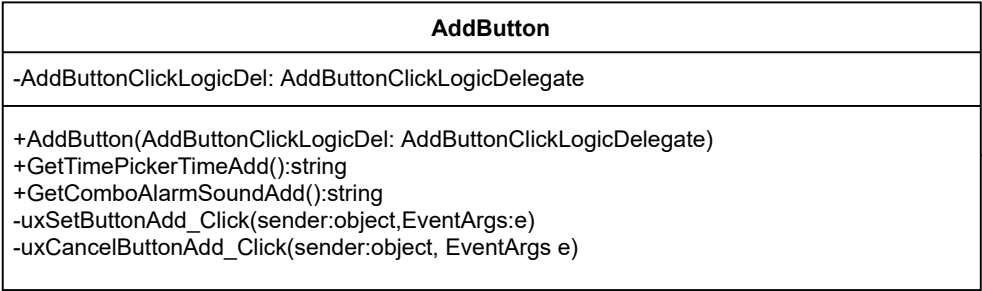 AddButton
-AddButtonClickLogicDel: AddButtonClickLogicDelegate
+AddButton(AddButtonClickLogicDel: AddButtonClickLogicDelegate)
+GetTimePickerTimeAdd():string
+GetComboAlarmSoundAdd():string
-uxSetButtonAdd_Click(sender:object,EventArgs:e)
-uxCancelButtonAdd_Click(sender:object, EventArgs e)